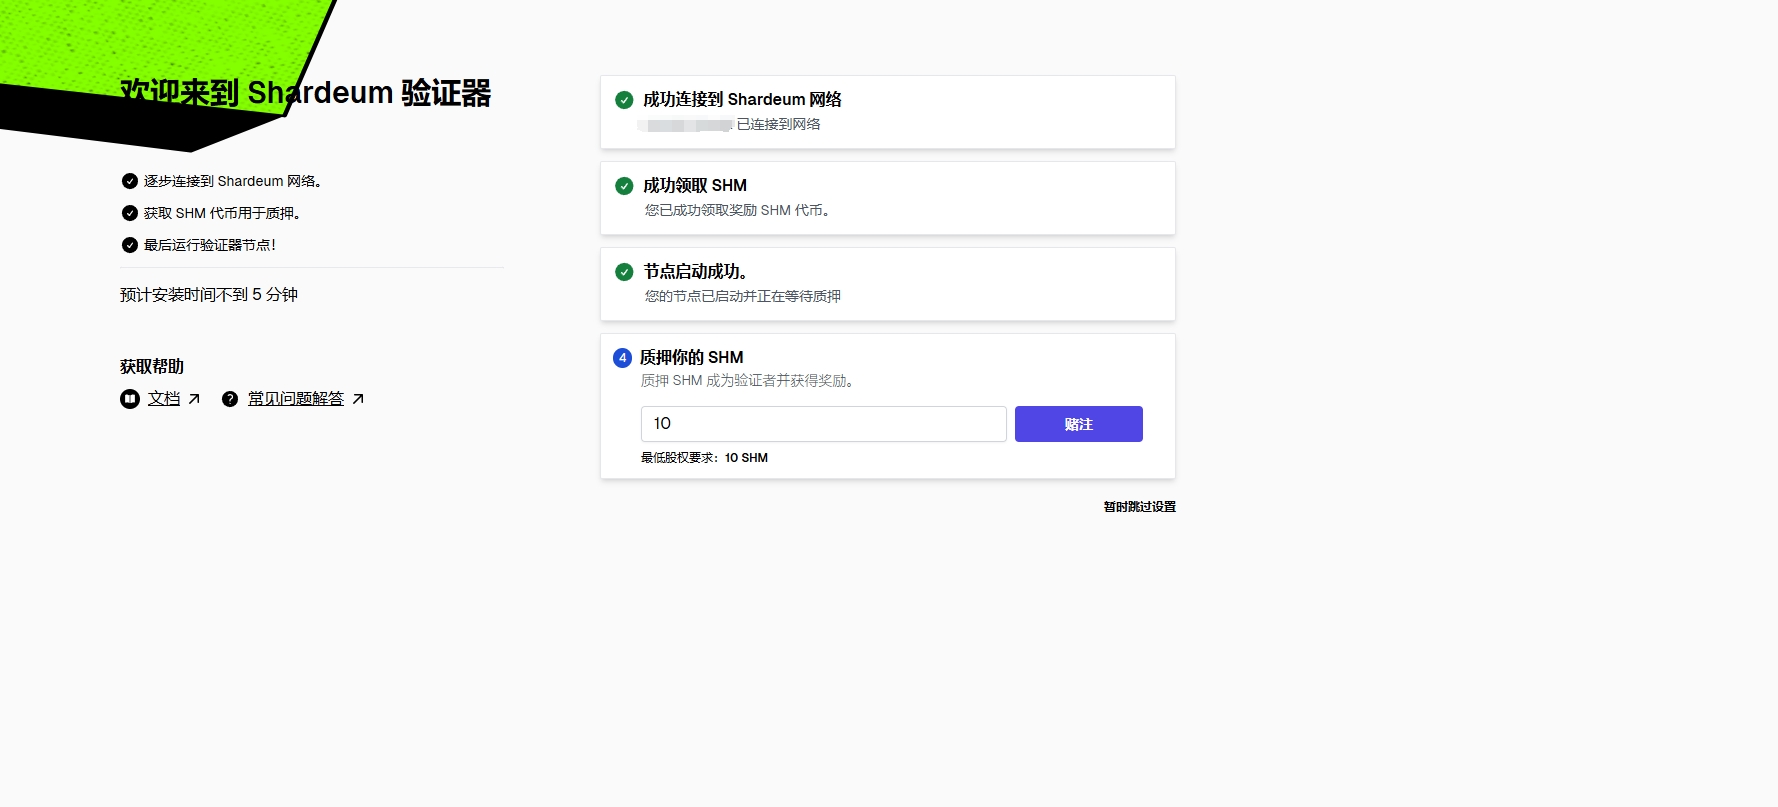 欢迎来到 Shardeum 验证器
逐步连接到 Shardeum 网络。
获取 SHM 代币用于质押。
最后运行验证器节点！
预计安装时间不到 5 分钟
获取帮助
文档
常见问题解答
成功连接到 Shardeum 网络
已连接到网络
成功领取 SHM
您已成功领取奖励 SHM 代币。
节点启动成功。
您的节点已启动并正在等待质押
4 质押你的 SHM
质押 SHM 成为验证者并获得奖励。
10
赌注
最低股权要求：10 SHM
暂时跳过设置